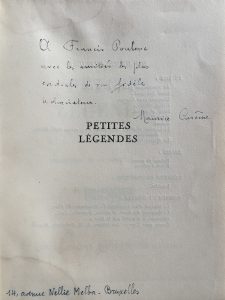 A Francis Poulenc
avec les amitiés les plus
cordiales de son fidèle
admirateur.
Maurice Carême
PETITES
LÉGENDES
14, avenue Nellie Melba - Bruxelles